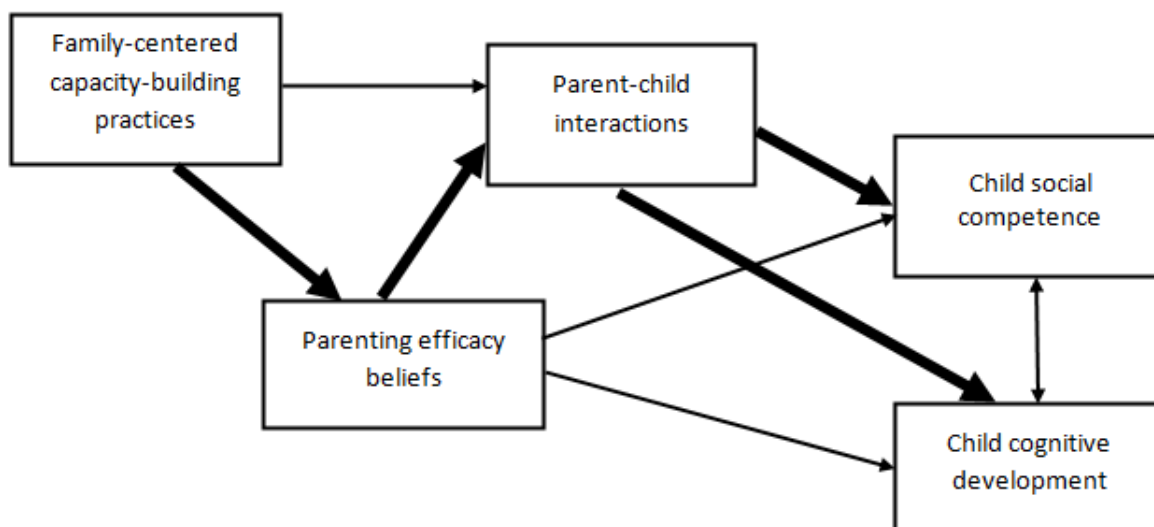 Family-centered
capacity-building
practices
Parent-child
interactions
Child social
competence
Parenting efficacy
beliefs
Child cognitive
development